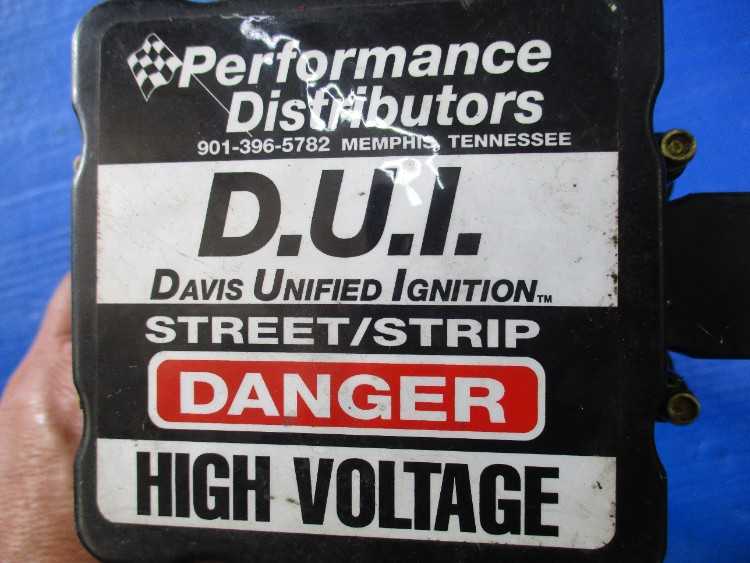 Performance
Distributors
901-396-5782 MEMPHIS, TENNESSEE
D.U.I.
DAVIS UNIFIED IGNITION™
STREET/STRIP
DANGER
HIGH VOLTAGE